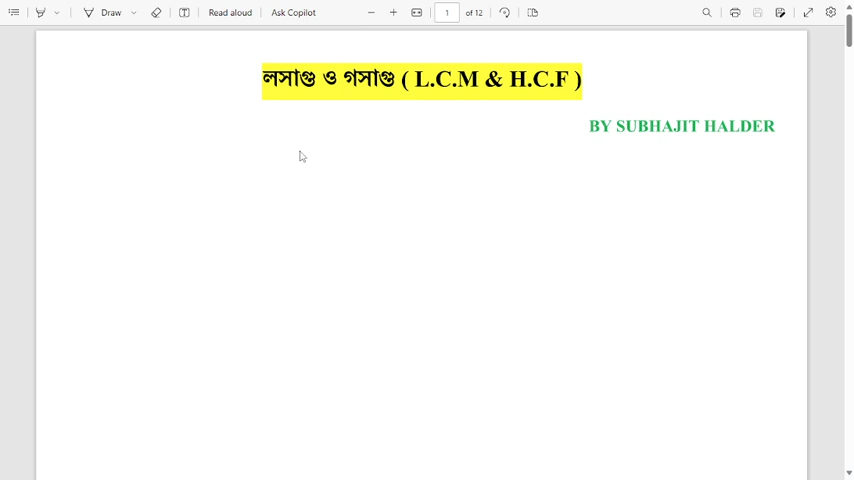 Draw Read aloud Ask Copilot 1 of 12
লসাগু ও গসাগু ( L.C.M & H.C.F )
BY SUBHAJIT HALDER